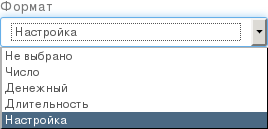 Формат
Настройка
Не выбрано
Число
Денежный
Длительность
Настройка